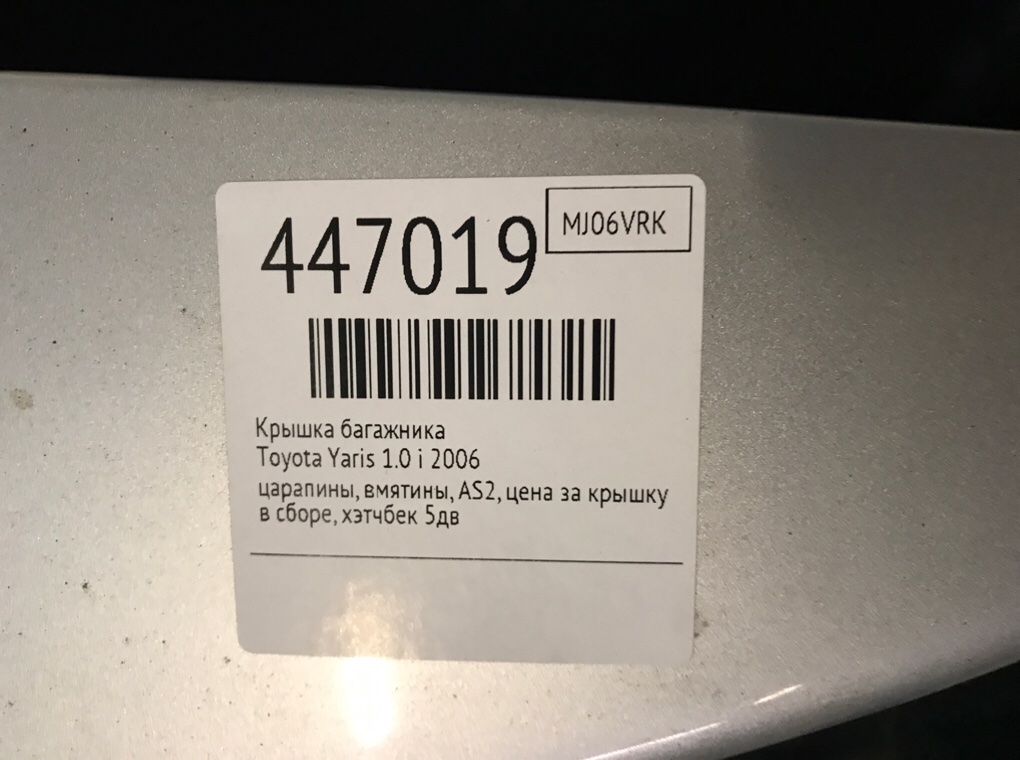 447019
MJ06VRK
Крышка багажника
Toyota Yaris 1.0 i 2006
царапины, вмятины, AS2, цена за крышку
в сборе, хэтчбек 5дв